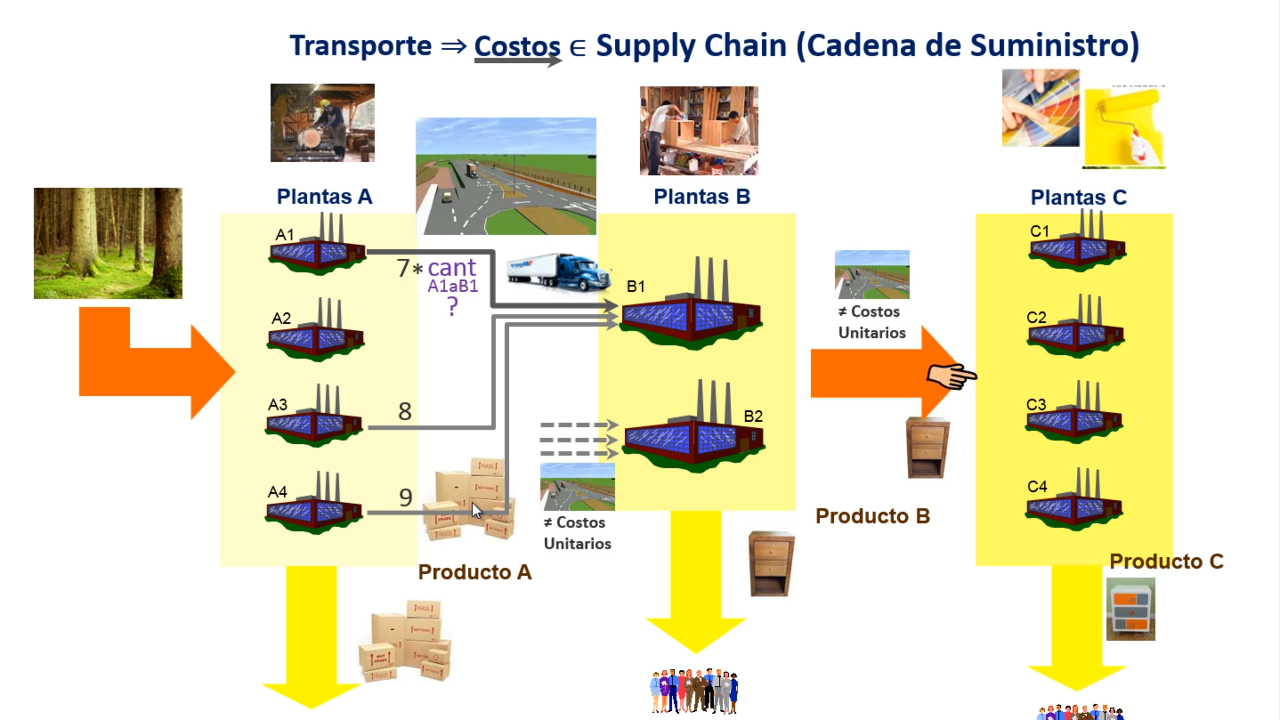 Transporte ⇒ Costos ∈ Supply Chain (Cadena de Suministro)
Plantas A
Plantas B
Plantas C
A1
A2
A3
A4
7* cant
A1aB1
?
8
9
B1
B2
≠ Costos
Unitarios
≠ Costos
Unitarios
C1
C2
C3
C4
Producto A
Producto B
Producto C